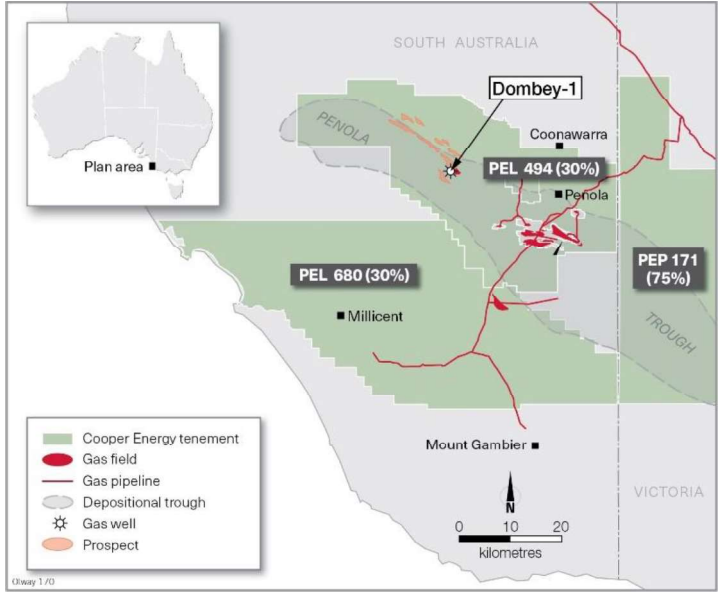 SOUTH AUSTRALIA
Dombey-1
PENOLA
Coonawarra
Plan area
PEL 494 (30%)
Penola
PEP 171
(75%)
PEL 680 (30%)
Millicent
TROUGH
Cooper Energy tenement
Gas field
Gas pipeline
Depositional trough
Gas well
Prospect
Mount Gambier
VICTORIA
N
0 10 20
kilometres
Otway 170